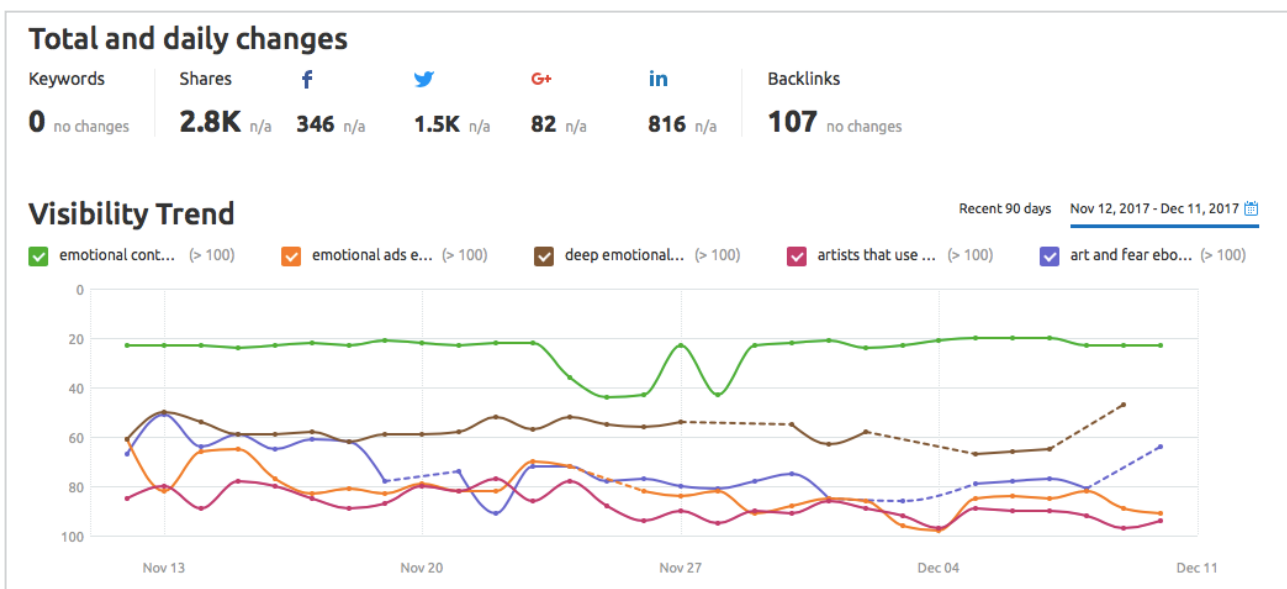 Total and daily changes
Keywords Shares f G+ in Backlinks
0 no changes 2.8K n/a 346 n/a 1.5K n/a 82 n/a 816 n/a 107 no changes
Visibility Trend Recent 90 days Nov 12, 2017 - Dec 11, 2017
emotional cont... (> 100) emotional ads e... (> 100) deep emotional... (> 100) artists that use ... (> 100) art and fear ebo... (> 100)
0
20
40
60
80
100
Nov 13 Nov 20 Nov 27 Dec 04 Dec 11